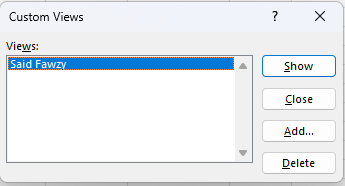 Custom Views
?
Views:
Said Fawzy
Show
Close
Add...
Delete